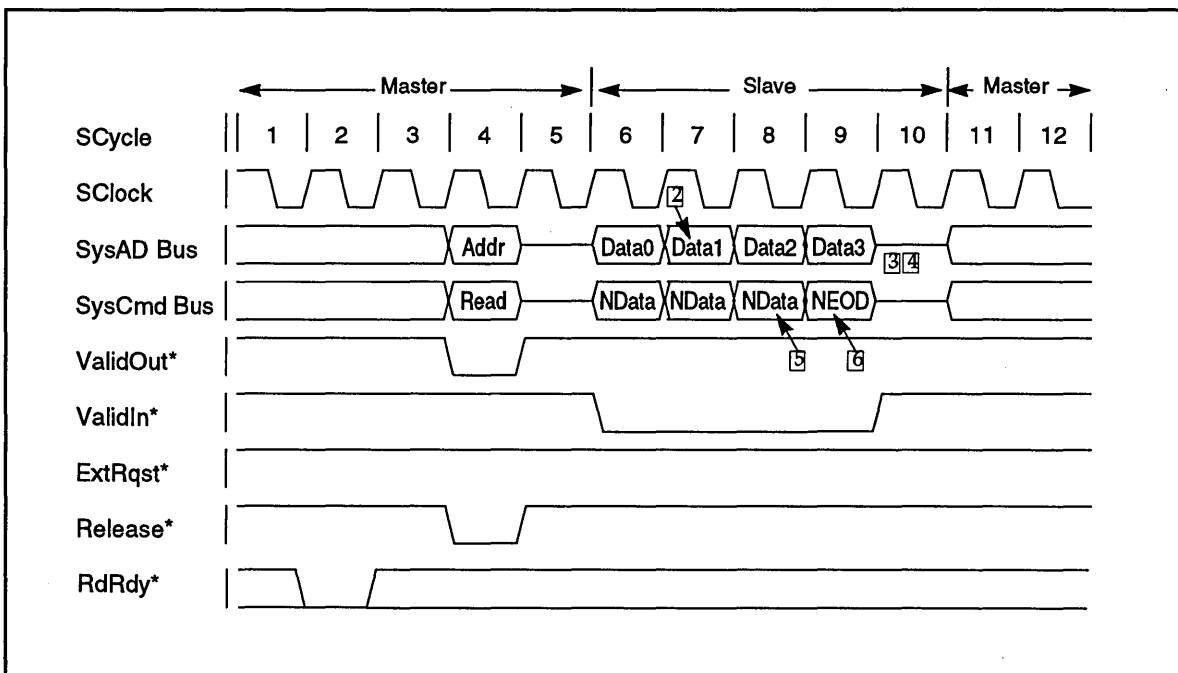 Master Slave Master
SCycle 1 2 3 4 5 6 7 8 9 10 11 12
SClock
2
SysAD Bus Addr Data0 Data1 Data2 Data3
3 4
SysCmd Bus Read NData NData NData NEOD
ValidOut* 5 6
ValidIn*
ExtRqst*
Release*
RdRdy*